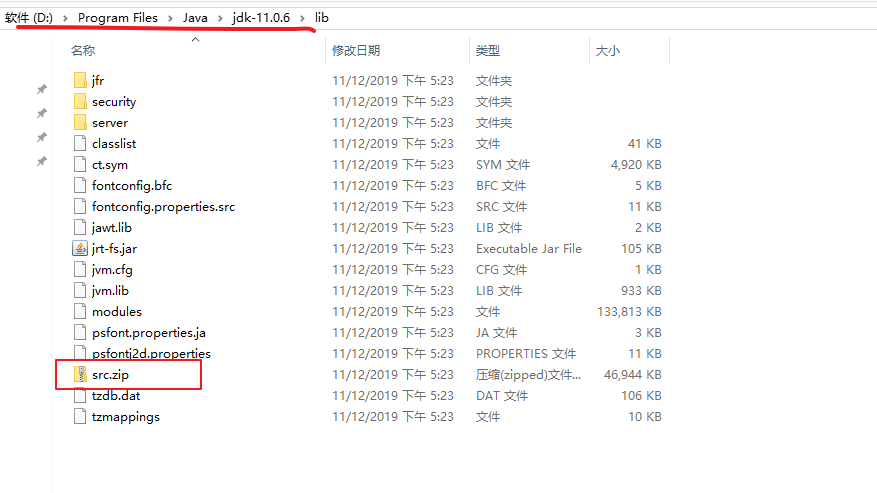 软件 (D:) › Program Files › Java › jdk-11.0.6 › lib
名称 修改日期 类型 大小
jfr 11/12/2019 下午 5:23 文件夹
security 11/12/2019 下午 5:23 文件夹
server 11/12/2019 下午 5:23 文件夹
classlist 11/12/2019 下午 5:23 文件 41 KB
ct.sym 11/12/2019 下午 5:23 SYM 文件 4,920 KB
fontconfig.bfc 11/12/2019 下午 5:23 BFC 文件 5 KB
fontconfig.properties.src 11/12/2019 下午 5:23 SRC 文件 11 KB
jawt.lib 11/12/2019 下午 5:23 LIB 文件 2 KB
jrt-fs.jar 11/12/2019 下午 5:23 Executable Jar File 105 KB
jvm.cfg 11/12/2019 下午 5:23 CFG 文件 1 KB
jvm.lib 11/12/2019 下午 5:23 LIB 文件 933 KB
modules 11/12/2019 下午 5:23 文件 133,813 KB
psfont.properties.ja 11/12/2019 下午 5:23 JA 文件 3 KB
psfontj2d.properties 11/12/2019 下午 5:23 PROPERTIES 文件 11 KB
src.zip 11/12/2019 下午 5:23 压缩(zipped)文件... 46,944 KB
tzdb.dat 11/12/2019 下午 5:23 DAT 文件 106 KB
tzmappings 11/12/2019 下午 5:23 文件 10 KB